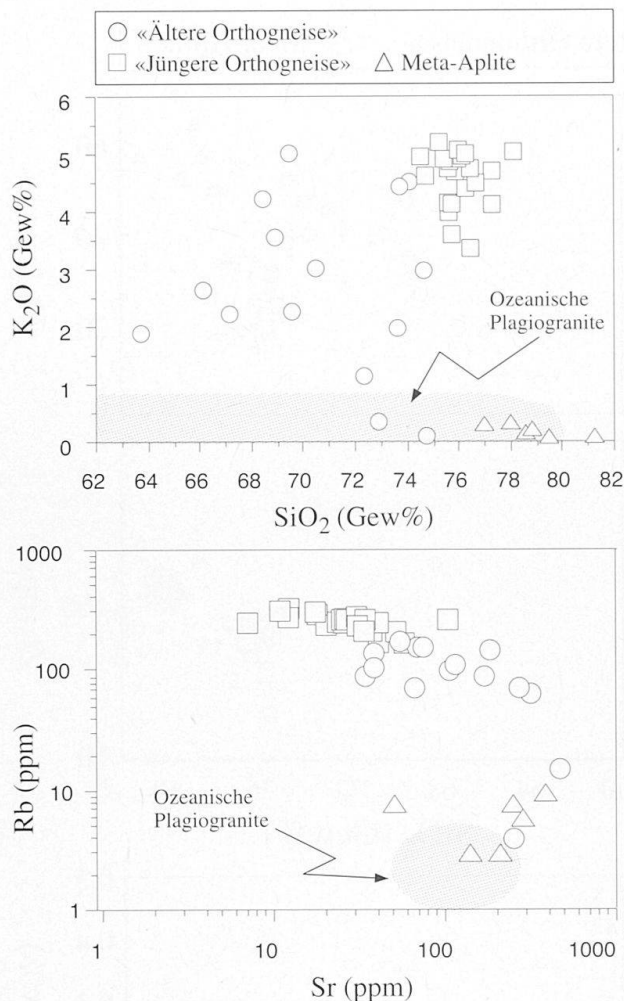 «Ältere Orthogneise»
«Jüngere Orthogneise» Meta-Aplite
6
5
4
3
2
1
0
K₂O (Gew%)
Ozeanische
Plagiogranite
62 64 66 68 70 72 74 76 78 80 82
SiO₂ (Gew%)
1000
100
10
1
Rb (ppm)
Ozeanische
Plagiogranite
1 10 100 1000
Sr (ppm)